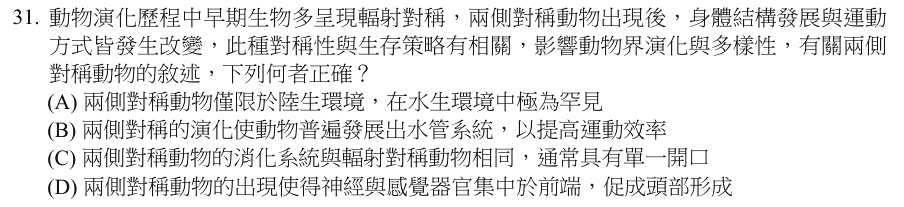 31. 動物演化歷程中早期生物多呈現輻射對稱，兩側對稱動物出現後，身體結構發展與運動
方式皆發生改變，此種對稱性與生存策略有相關，影響動物界演化與多樣性，有關兩側
對稱動物的敘述，下列何者正確？
(A) 兩側對稱動物僅限於陸生環境，在水生環境中極為罕見
(B) 兩側對稱的演化使動物普遍發展出水管系統，以提高運動效率
(C) 兩側對稱動物的消化系統與輻射對稱動物相同，通常具有單一開口
(D) 兩側對稱動物的出現使得神經與感覺器官集中於前端，促成頭部形成